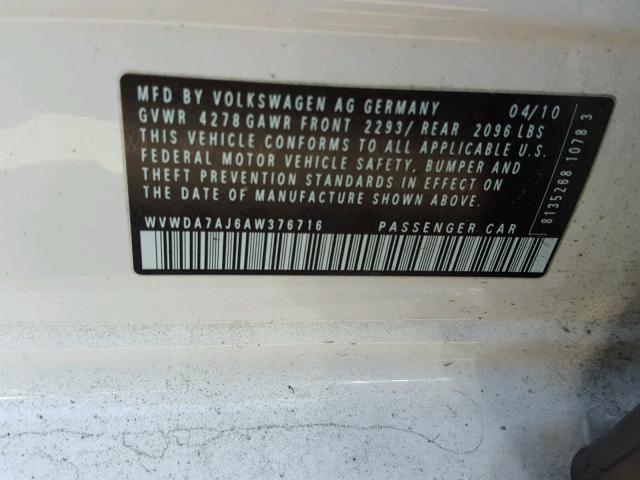 MFD BY VOLKSWAGEN AG GERMANY 04/10
GVWR 4278 GAWR FRONT 2293/ REAR 2096 LBS
THIS VEHICLE CONFORMS TO ALL APPLICABLE U.S.
FEDERAL MOTOR VEHICLE SAFETY, BUMPER AND
THEFT PREVENTION STANDARDS IN EFFECT ON
THE DATE OF MANUFACTURE SHOWN ABOVE.
WVWDA7AJ6AW376716 PASSENGER CAR
8135268 1078 3